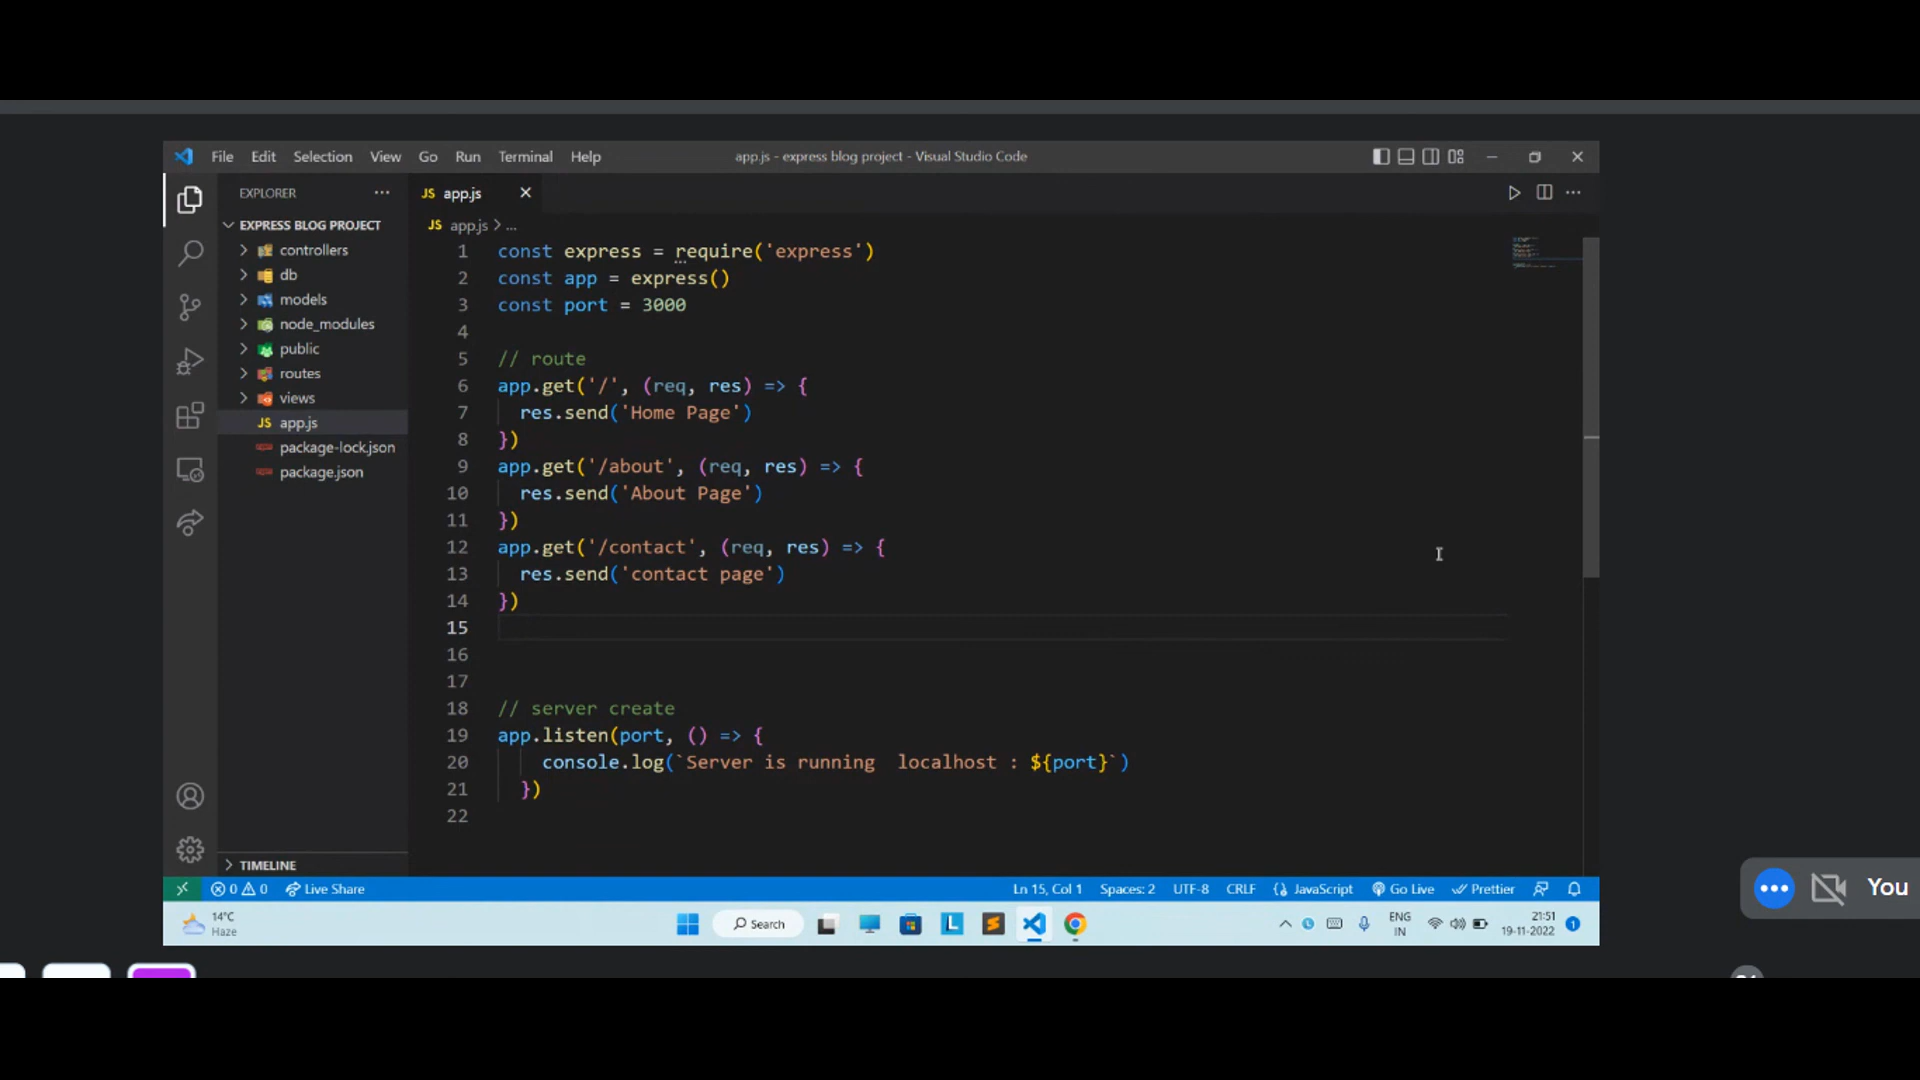 File Edit Selection View Go Run Terminal Help app.js - express blog project - Visual Studio Code
EXPLORER
JS app.js
EXPRESS BLOG PROJECT
JS app.js > ...
controllers
db
models
node_modules
public
routes
views
JS app.js
package-lock.json
package.json
TIMELINE
1 const express = require('express')
2 const app = express()
3 const port = 3000
4
5 // route
6 app.get('/', (req, res) => {
7 res.send('Home Page')
8 })
9 app.get('/about', (req, res) => {
10 res.send('About Page')
11 })
12 app.get('/contact', (req, res) => {
13 res.send('contact page')
14 })
15
16
17
18 // server create
19 app.listen(port, () => {
20 console.log(`Server is running  localhost : ${port}`)
21 })
22
0 0 Live Share Ln 15, Col 1 Spaces: 2 UTF-8 CRLF JavaScript Go Live Prettier
You
14°C
Haze
Search
ENG
IN
21:51
19-11-2022
1